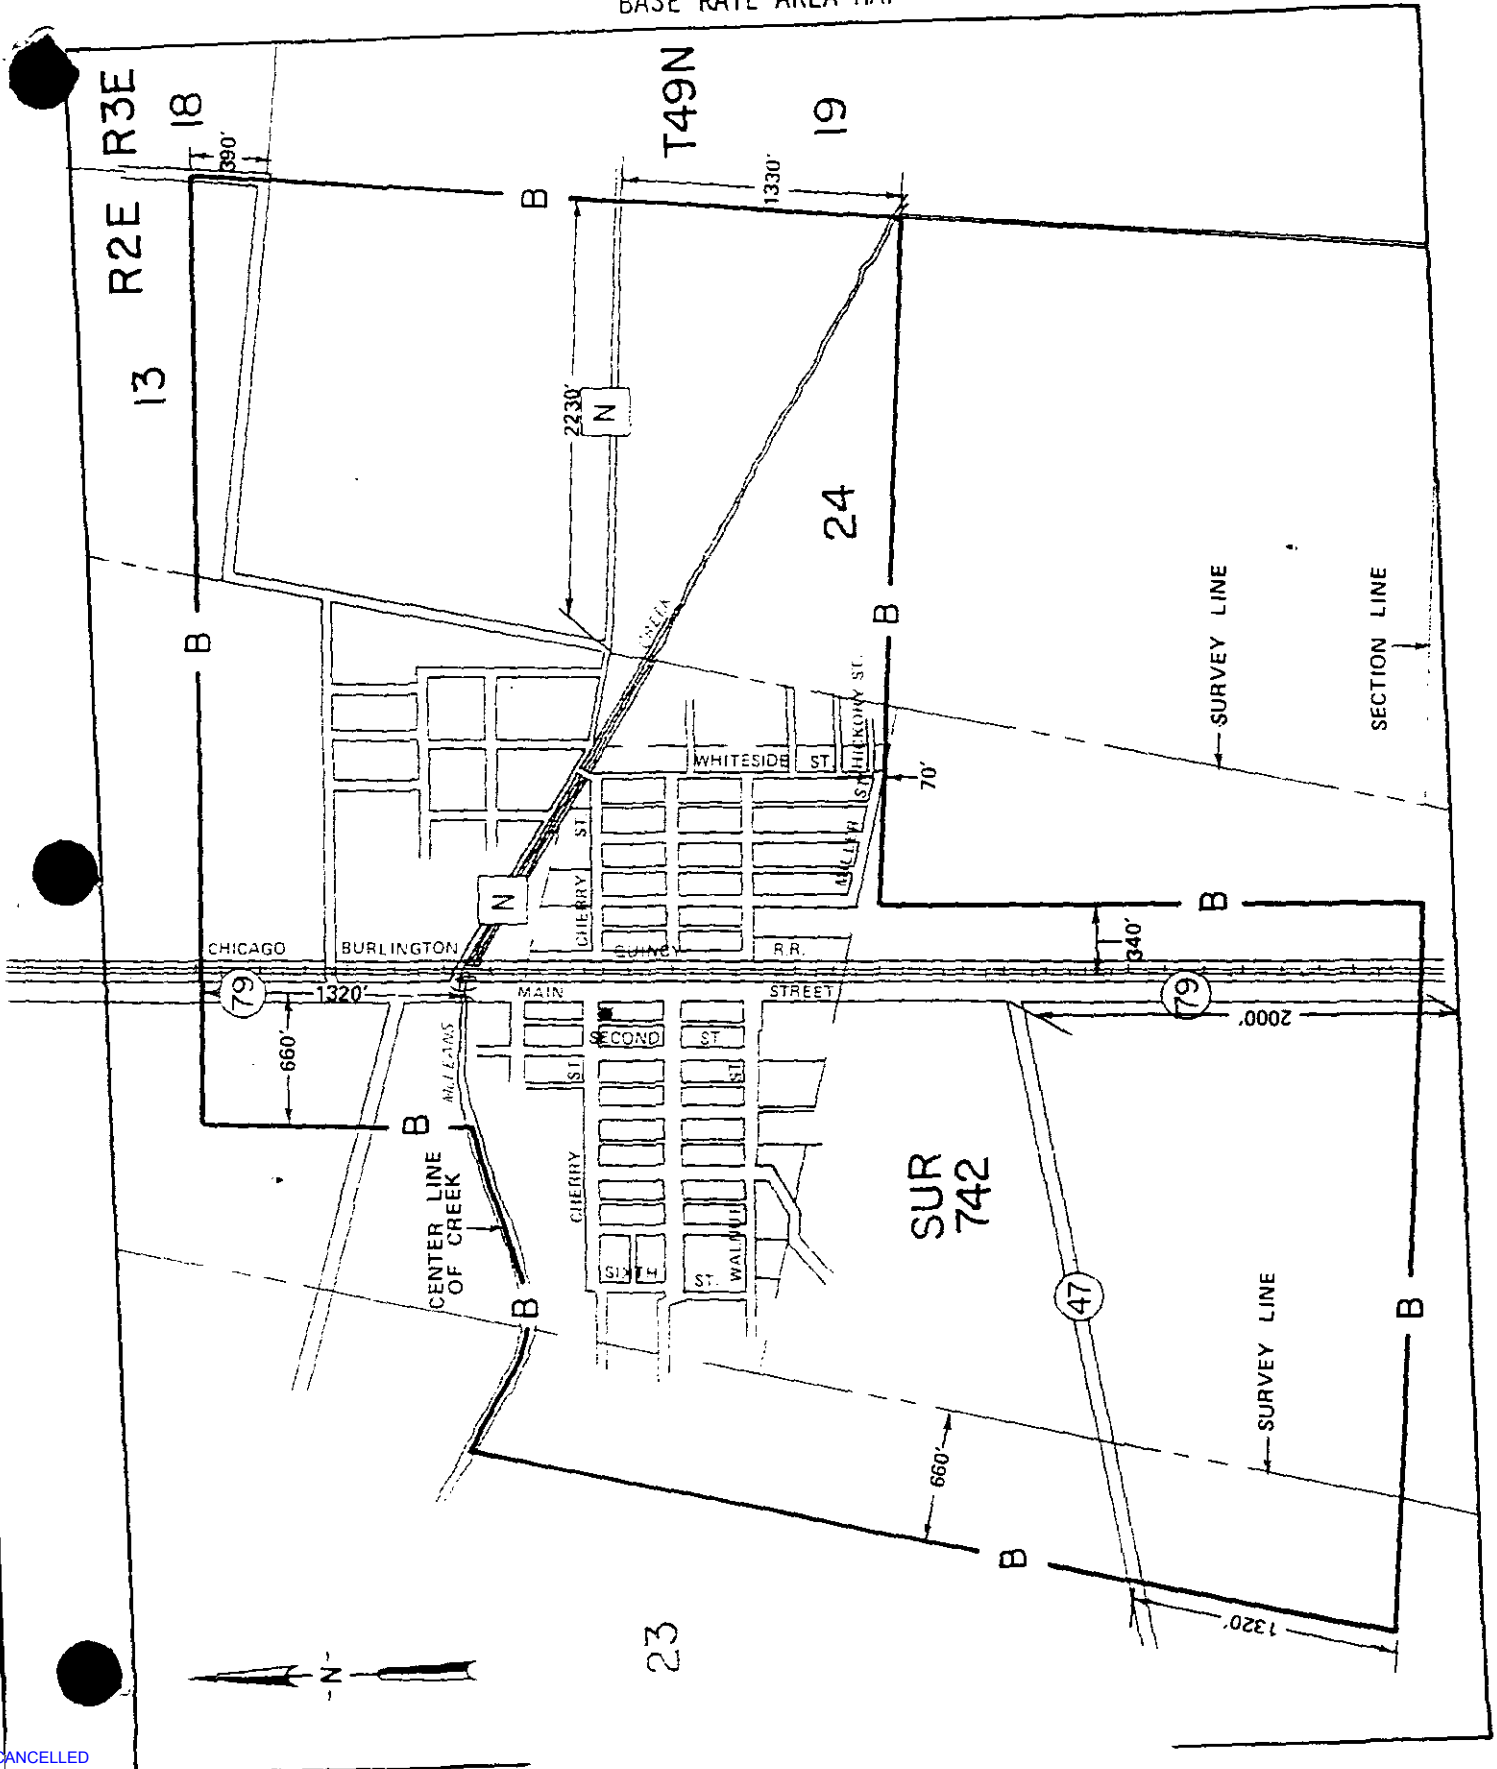 BASE RATE AREA MAP
R3E
18
390'
R2E
13
T49N
19
B
1330'
2230'
N
24
B
CREEK
B
SURVEY LINE
SECTION LINE
HICKORY ST.
WHITESIDE ST.
70'
ST.
CHERRY
MILLER ST.
N
B
CHICAGO BURLINGTON QUINCY R.R.
340'
79
1320'
MAIN STREET
79
2000'
660'
McLEANS
SECOND ST.
ST.
ST.
B
CENTER LINE
OF CREEK
CHERRY
WALNUT
SIXTH ST.
SUR
742
B
47
SURVEY LINE
B
660'
B
1320'
23
-N-
CANCELLED